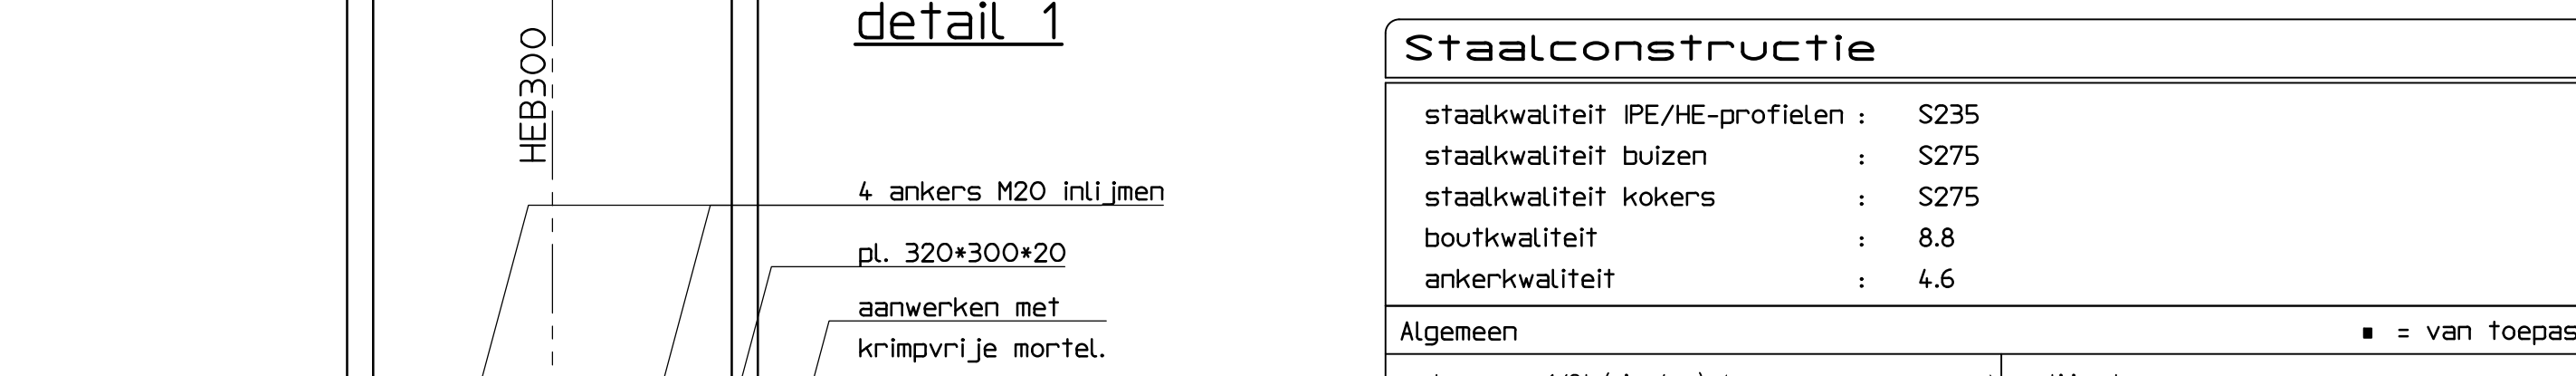 detail 1
HEB300
4 ankers M20 inlijmen
pl. 320*300*20
aanwerken met
krimpvrije mortel.
Staalconstructie
staalkwaliteit IPE/HE-profielen : S235
staalkwaliteit buizen : S275
staalkwaliteit kokers : S275
boutkwaliteit : 8.8
ankerkwaliteit : 4.6
Algemeen ■ = van toepas